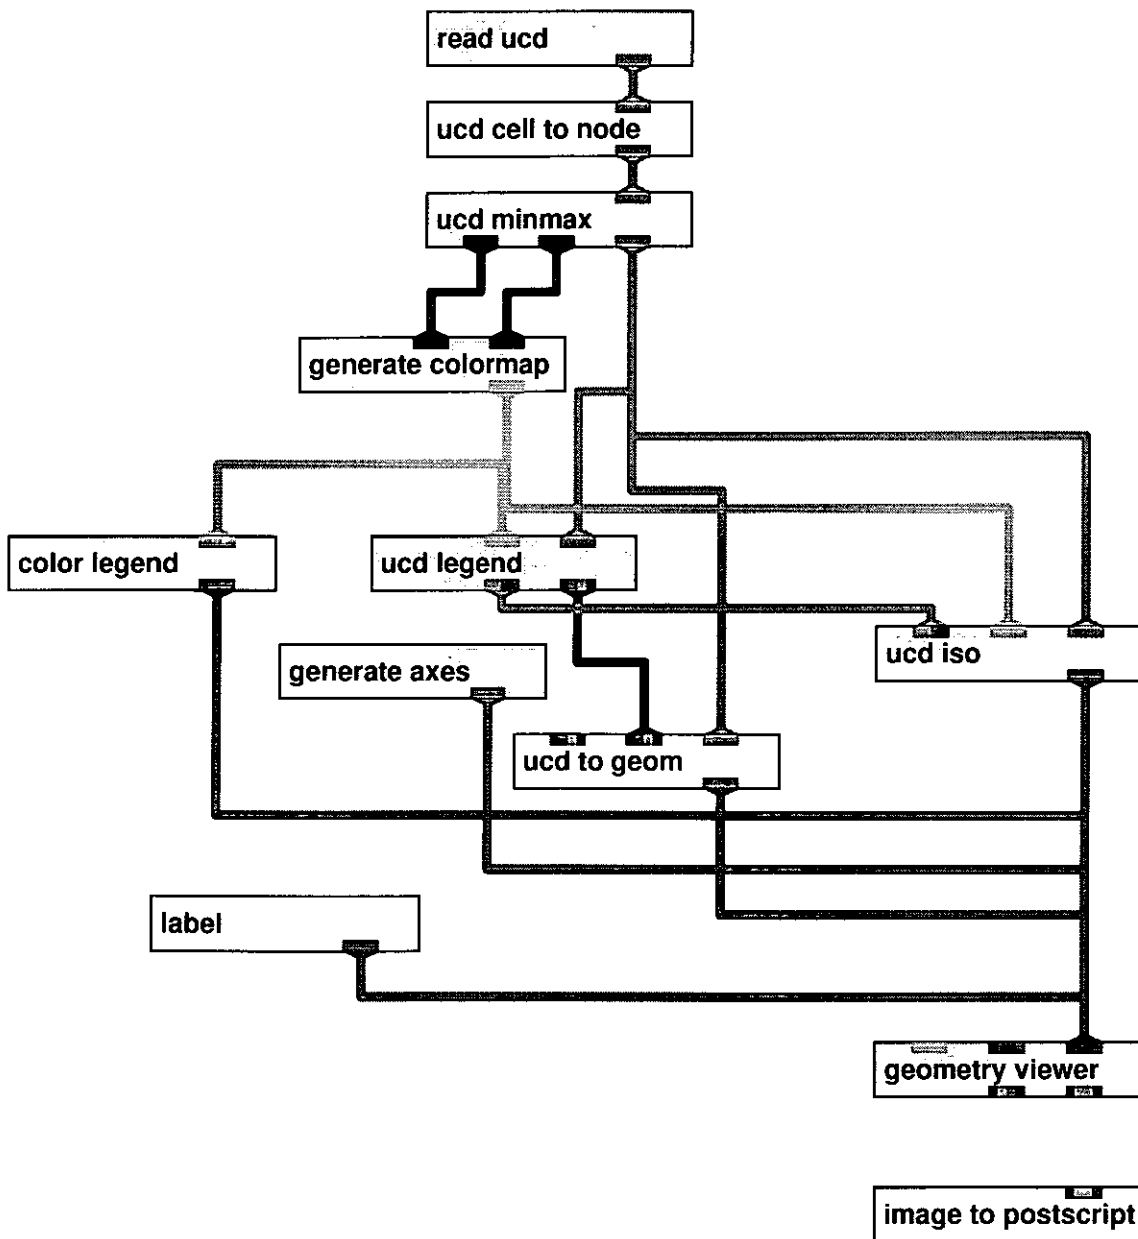 read ucd
ucd cell to node
ucd minmax
generate colormap
color legend
ucd legend
ucd iso
generate axes
ucd to geom
label
geometry viewer
image to postscript